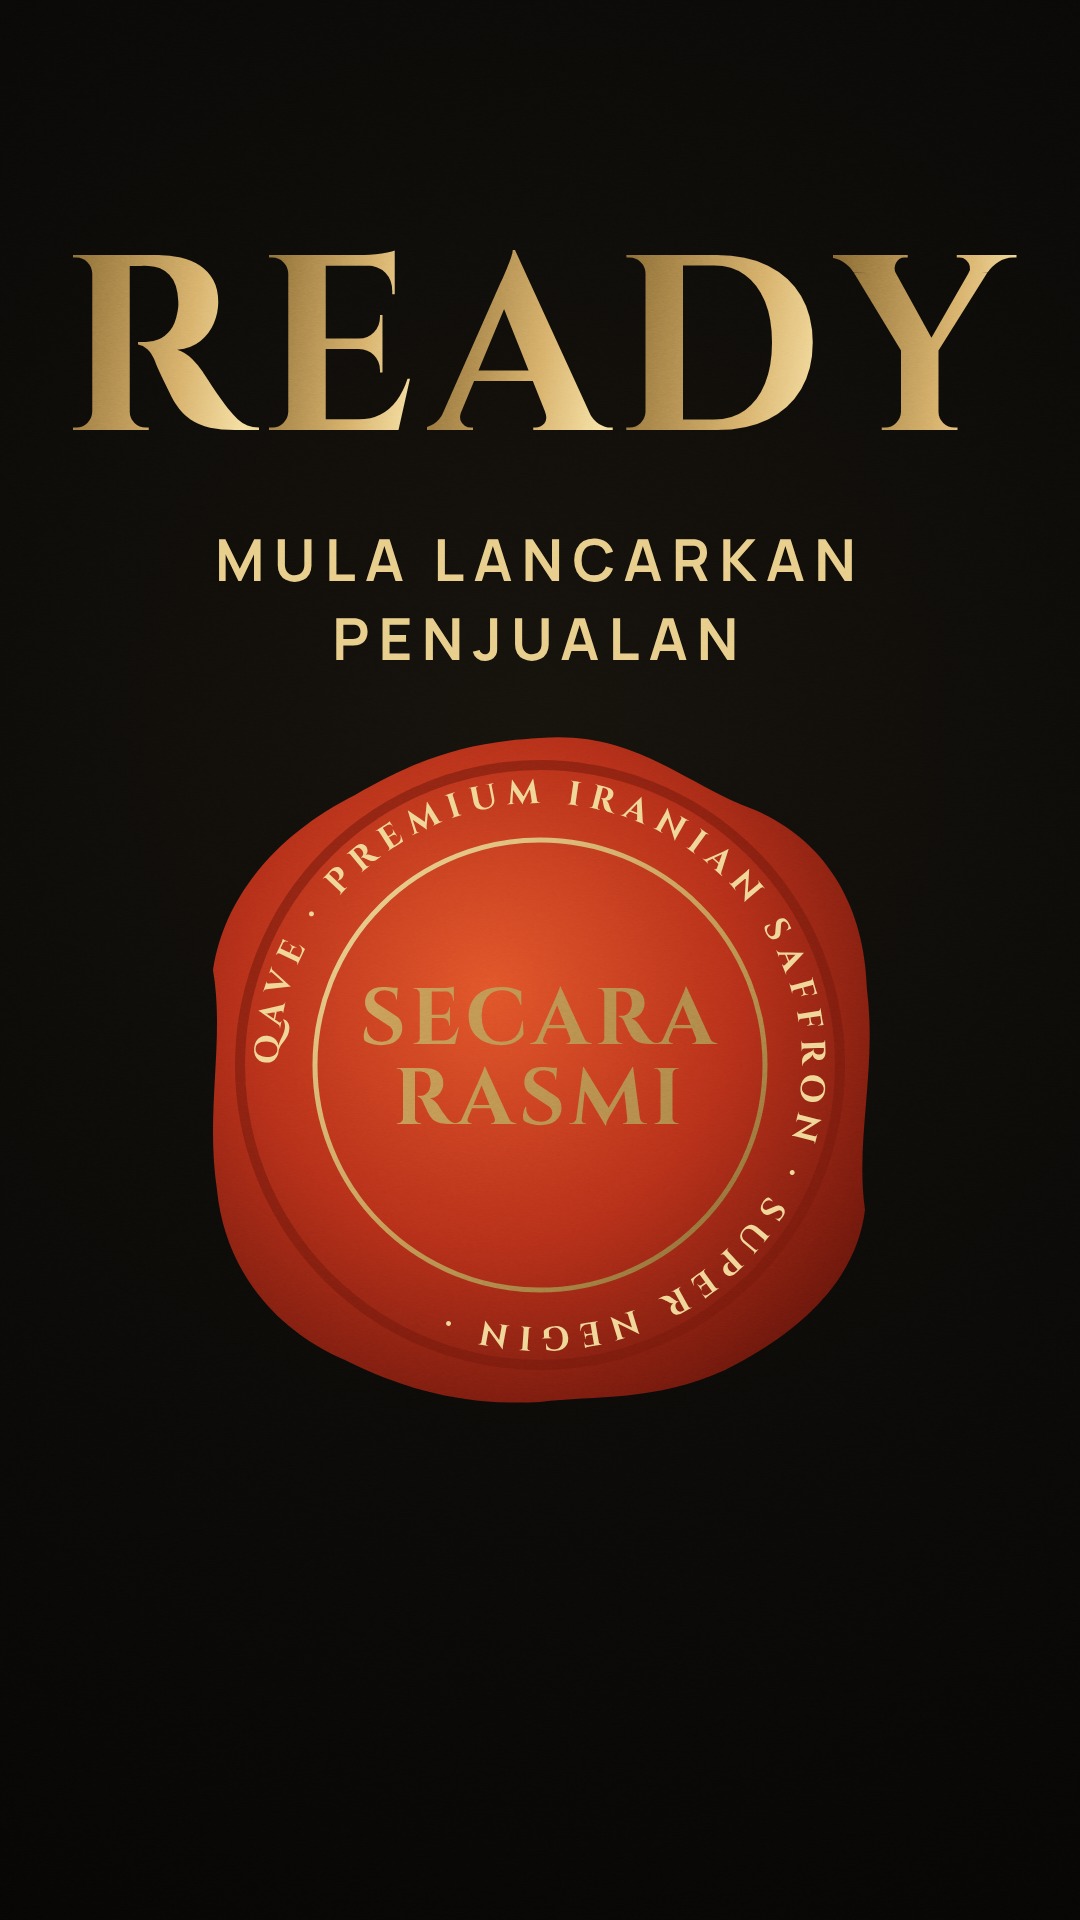 READY
MULA LANCARKAN
PENJUALAN
QAVE · PREMIUM IRANIAN SAFFRON · SUPER NEGIN ·
SECARA
RASMI